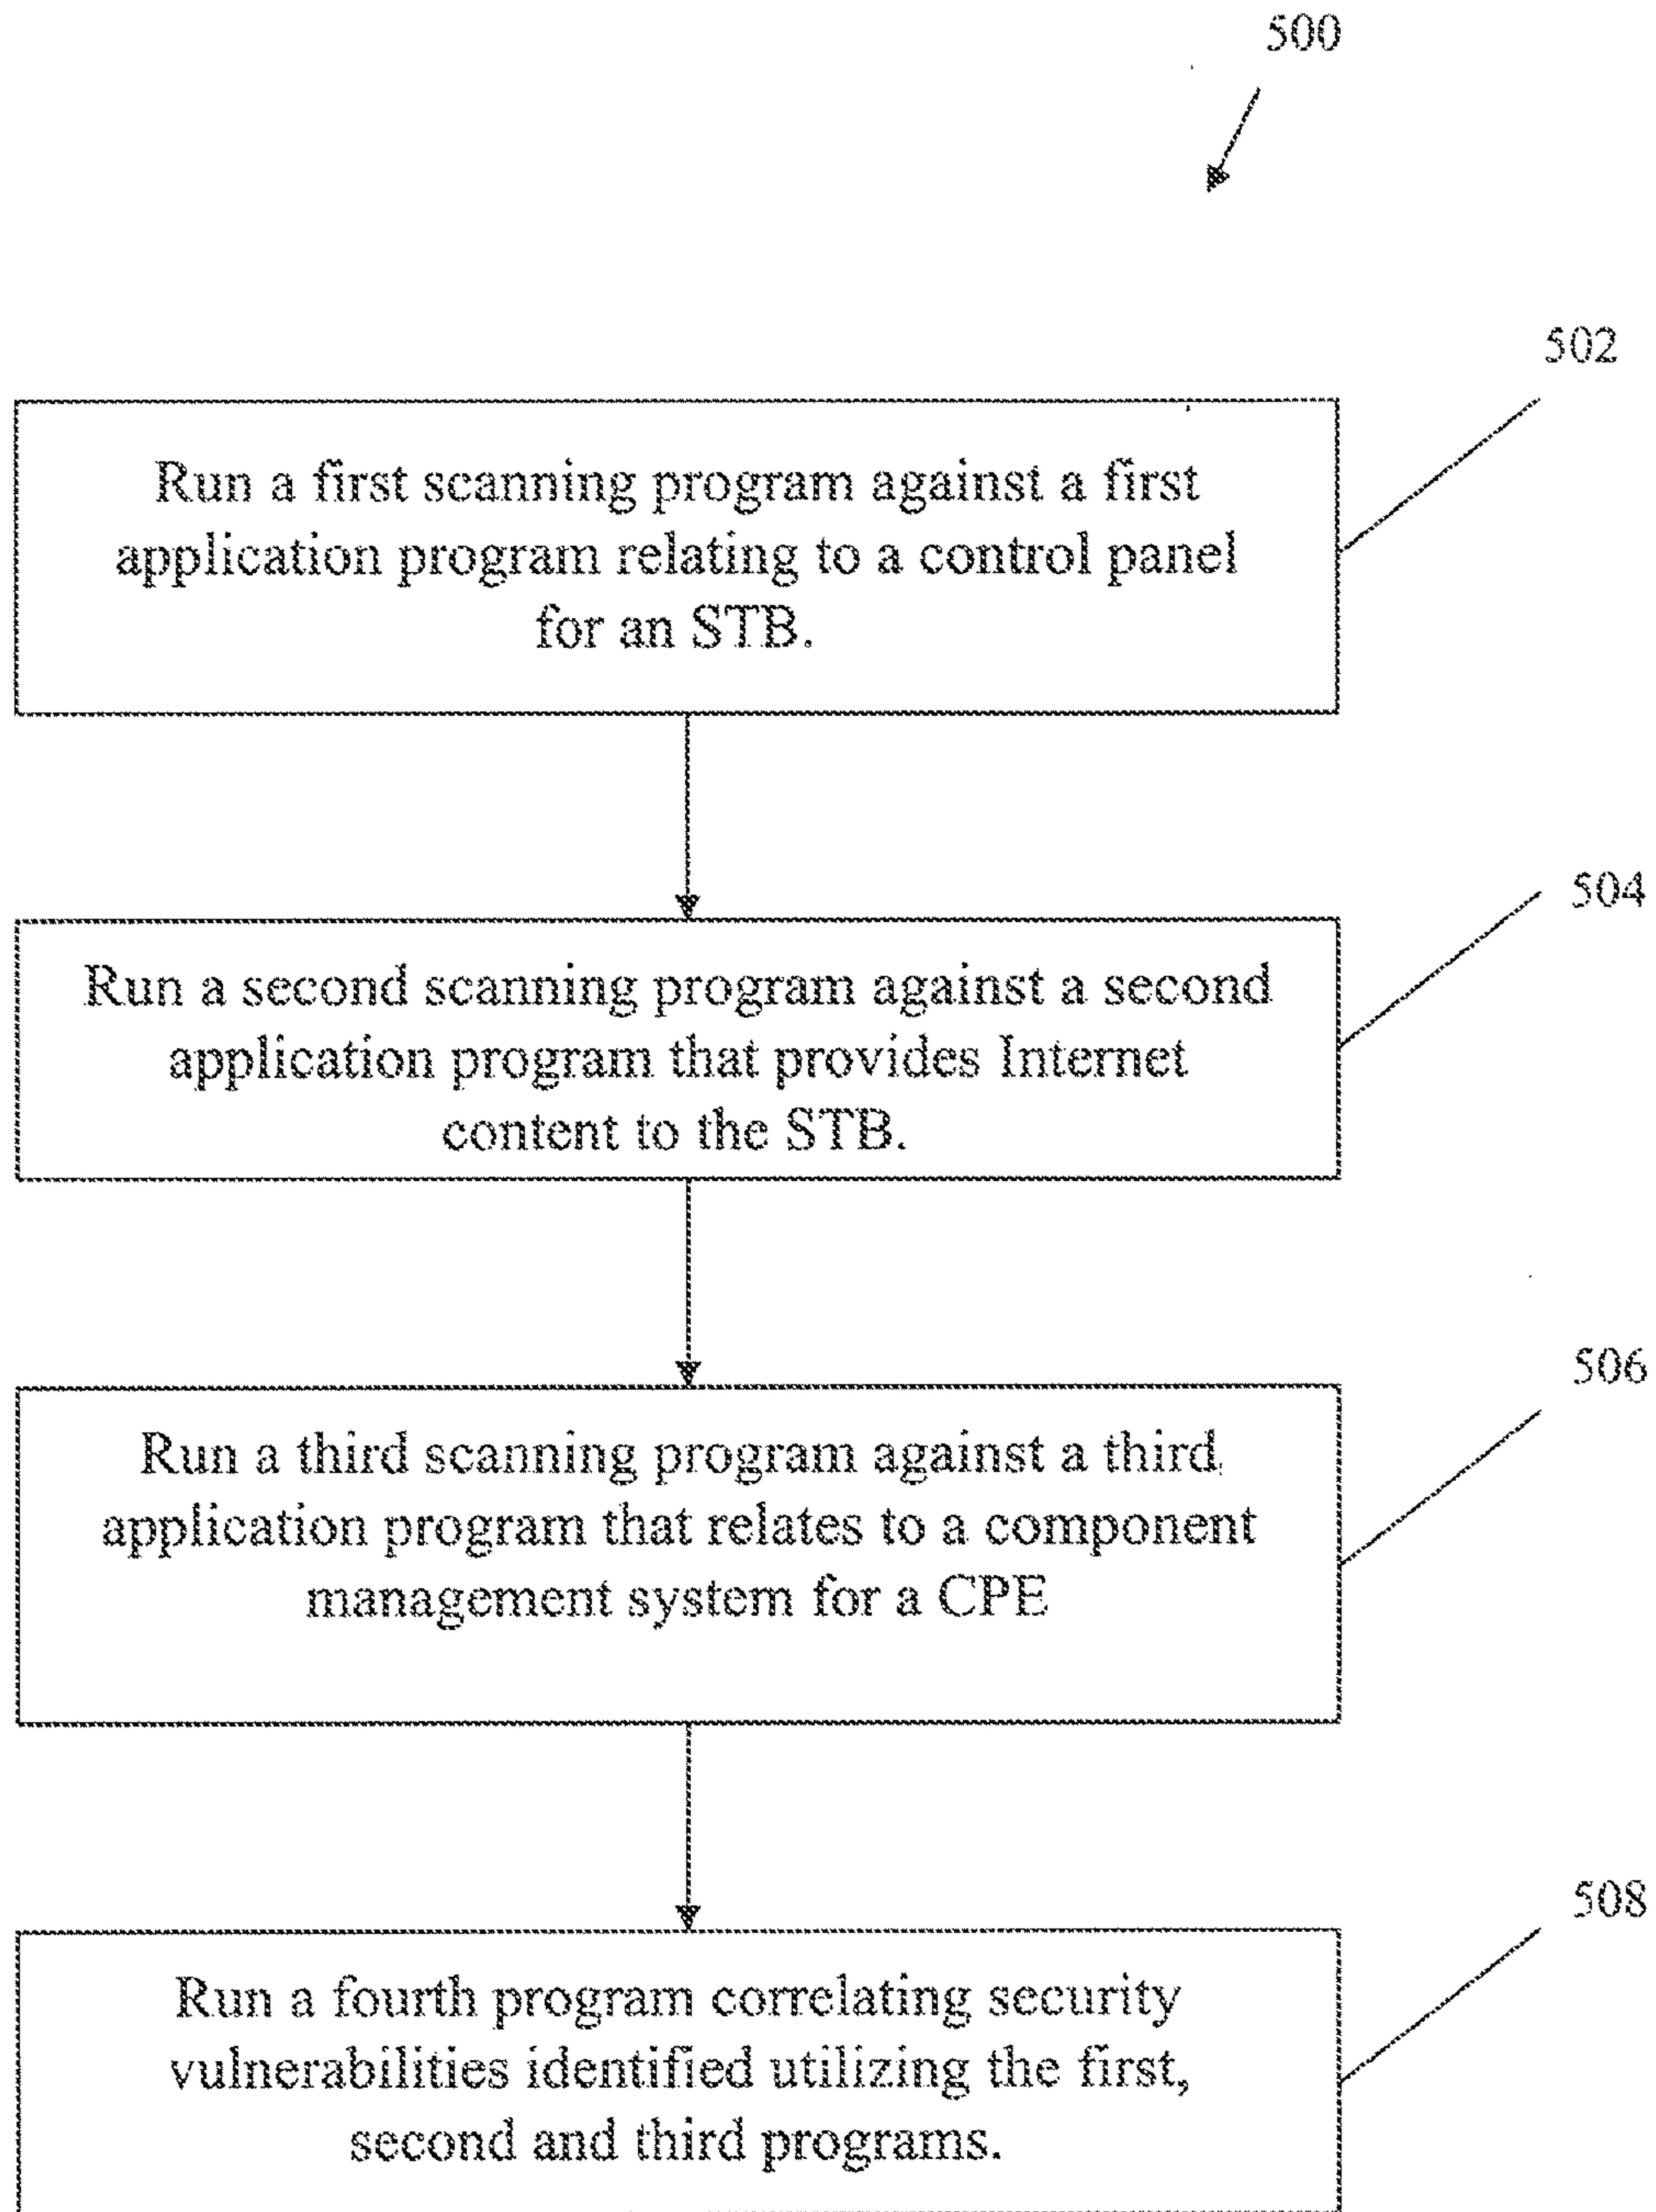 500
502
Run a first scanning program against a first
application program relating to a control panel
for an STB.
504
Run a second scanning program against a second
application program that provides Internet
content to the STB.
506
Run a third scanning program against a third
application program that relates to a component
management system for a CPE
508
Run a fourth program correlating security
vulnerabilities identified utilizing the first,
second and third programs.